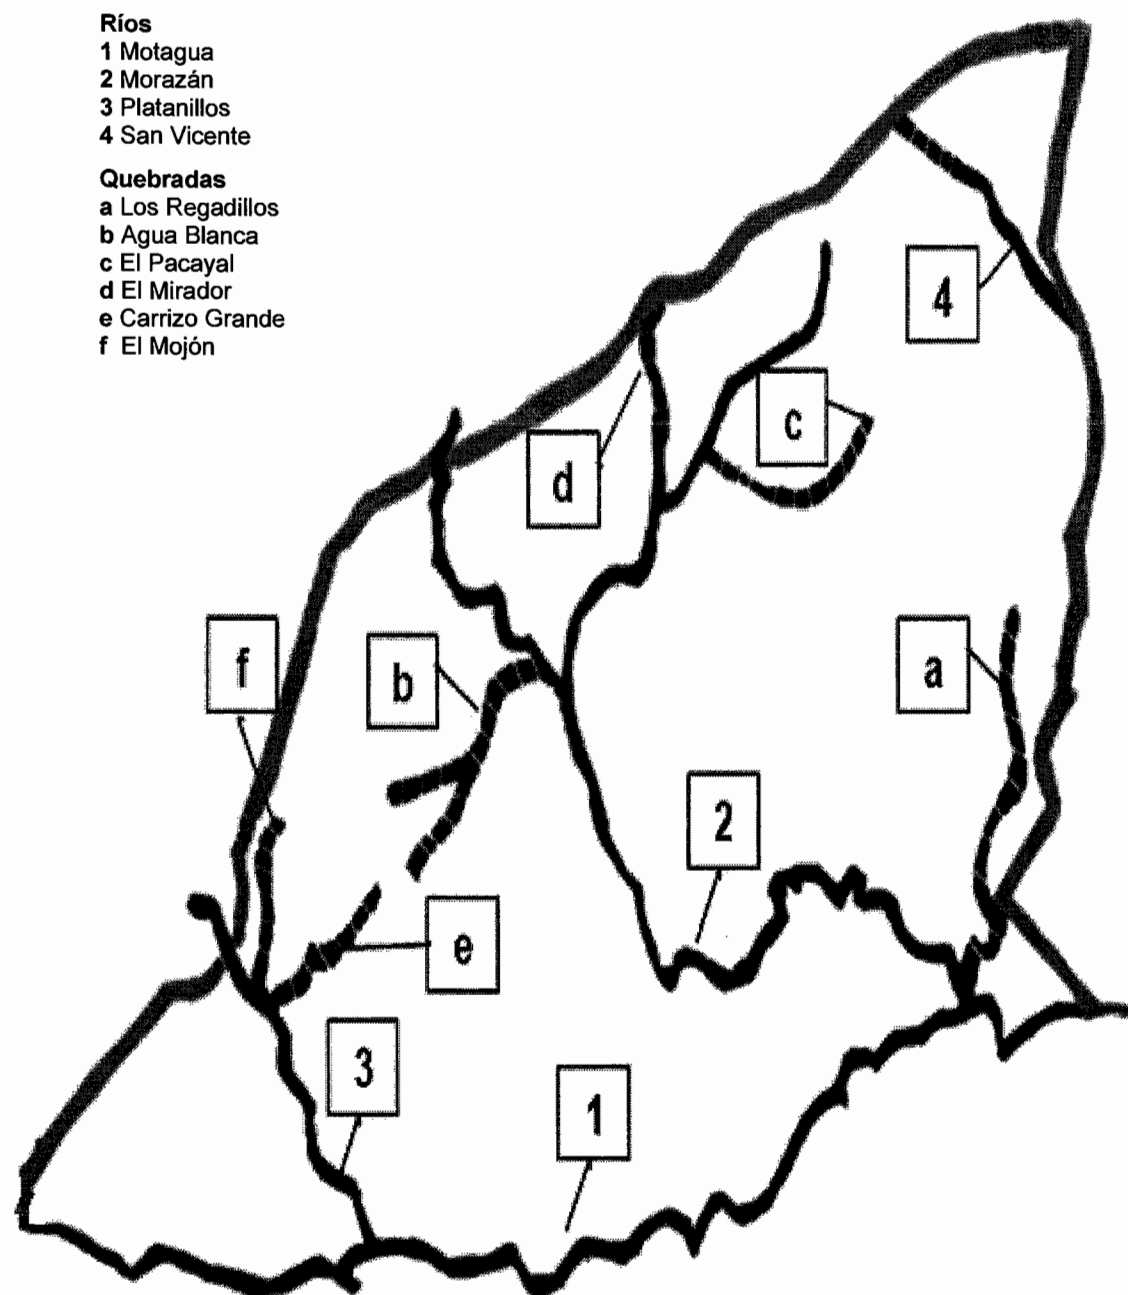 Ríos
1 Motagua
2 Morazán
3 Platanillos
4 San Vicente
Quebradas
a Los Regadillos
b Agua Blanca
c El Pacayal
d El Mirador
e Carrizo Grande
f El Mojón
4
c
d
f
b
a
2
e
3
1